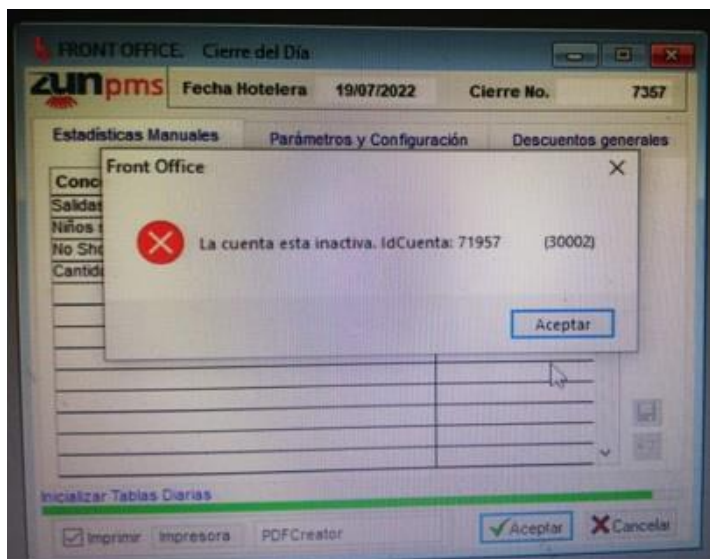 FRONT OFFICE. Cierre del Día
zunpms Fecha Hotelera 19/07/2022 Cierre No. 7357
Estadísticas Manuales Parámetros y Configuración Descuentos generales
Front Office
Conc
Salidas
Niños
No Sho
Cantid
La cuenta esta inactiva. IdCuenta: 71957 (30002)
Aceptar
Inicializar Tablas Diarias
Imprimir Impresora PDFCreator Aceptar Cancelar